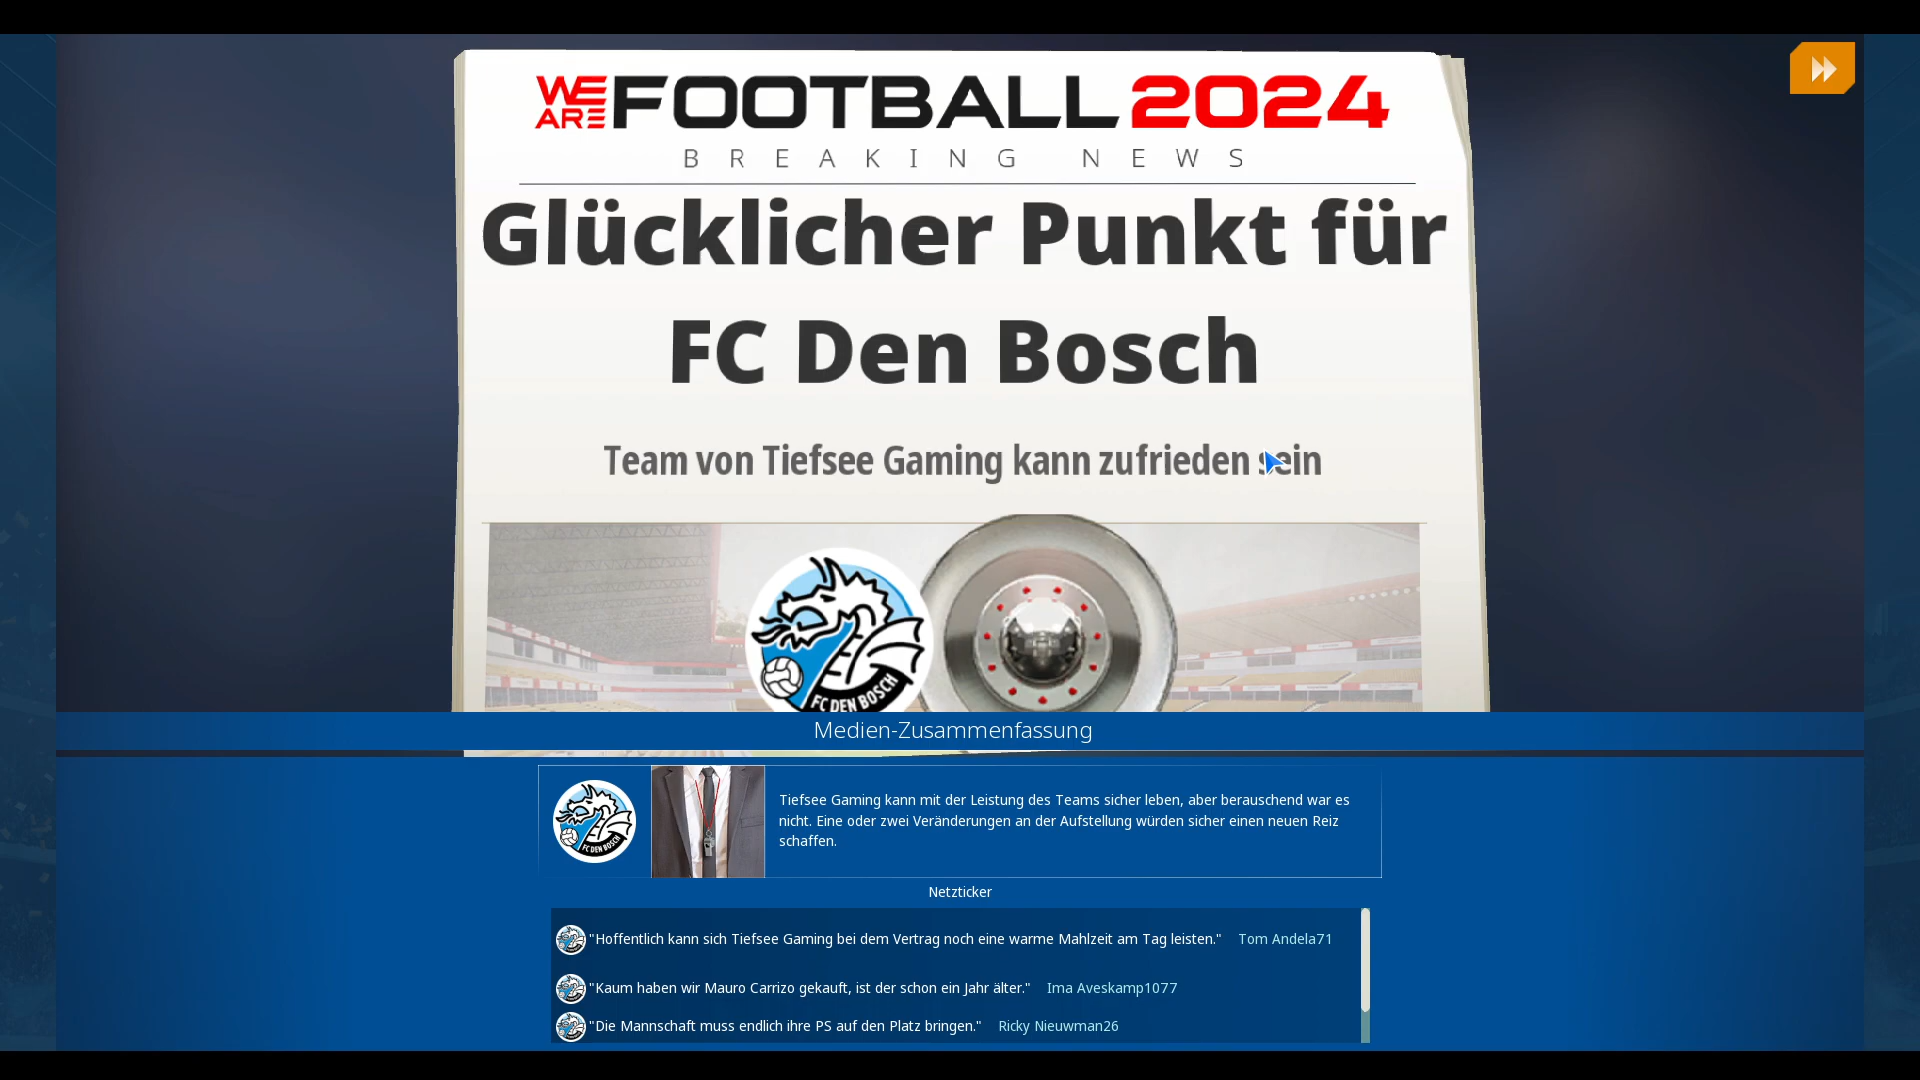 WE ARE FOOTBALL 2024
BREAKING NEWS
Glücklicher Punkt für
FC Den Bosch
Team von Tiefsee Gaming kann zufrieden sein
FC DEN BOSCH
Medien-Zusammenfassung
FC DEN BOSCH
Tiefsee Gaming kann mit der Leistung des Teams sicher leben, aber berauschend war es
nicht. Eine oder zwei Veränderungen an der Aufstellung würden sicher einen neuen Reiz
schaffen.
Netzticker
"Hoffentlich kann sich Tiefsee Gaming bei dem Vertrag noch eine warme Mahlzeit am Tag leisten." Tom Andela71
"Kaum haben wir Mauro Carrizo gekauft, ist der schon ein Jahr älter." Ima Aveskamp1077
"Die Mannschaft muss endlich ihre PS auf den Platz bringen." Ricky Nieuwman26